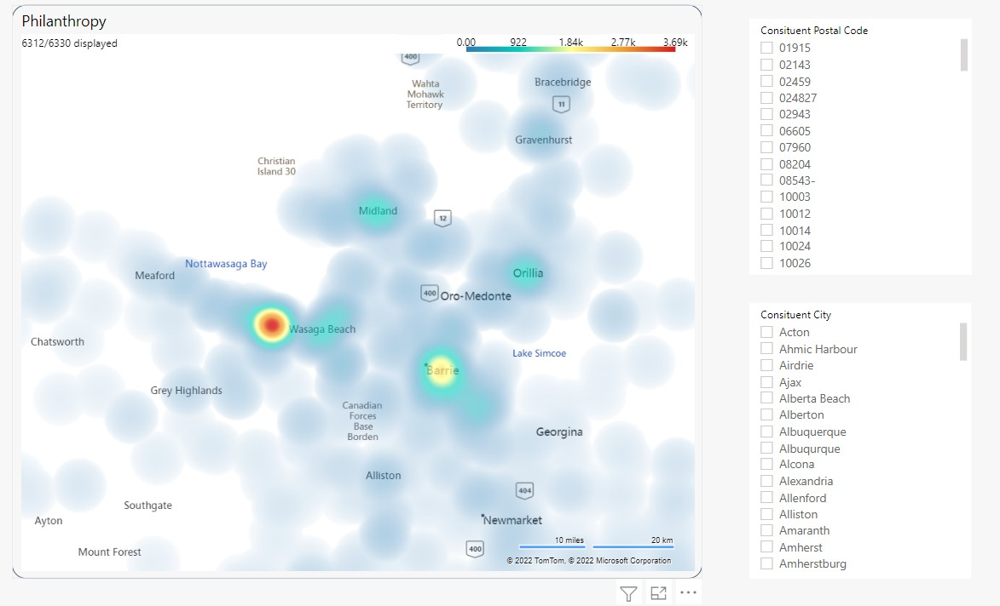 Philanthropy
6312/6330 displayed
0.00 922 1.84k 2.77k 3.69k
400
Wahta
Mohawk
Territory
Bracebridge
11
Gravenhurst
Christian
Island 30
Midland
12
Nottawasaga Bay
Meaford
Orillia
400
Oro-Medonte
Wasaga Beach
Chatsworth
Lake Simcoe
Barrie
Grey Highlands
Canadian
Forces
Base
Borden
Georgina
Alliston
404
Southgate
Ayton
Newmarket
10 miles 20 km
Mount Forest
400
© 2022 TomTom, © 2022 Microsoft Corporation
Consituent Postal Code
01915
02143
02459
024827
02943
06605
07960
08204
08543-
10003
10012
10014
10024
10026
Consituent City
Acton
Ahmic Harbour
Airdrie
Ajax
Alberta Beach
Alberton
Albuquerque
Albuqurque
Alcona
Alexandria
Allenford
Alliston
Amaranth
Amherst
Amherstburg